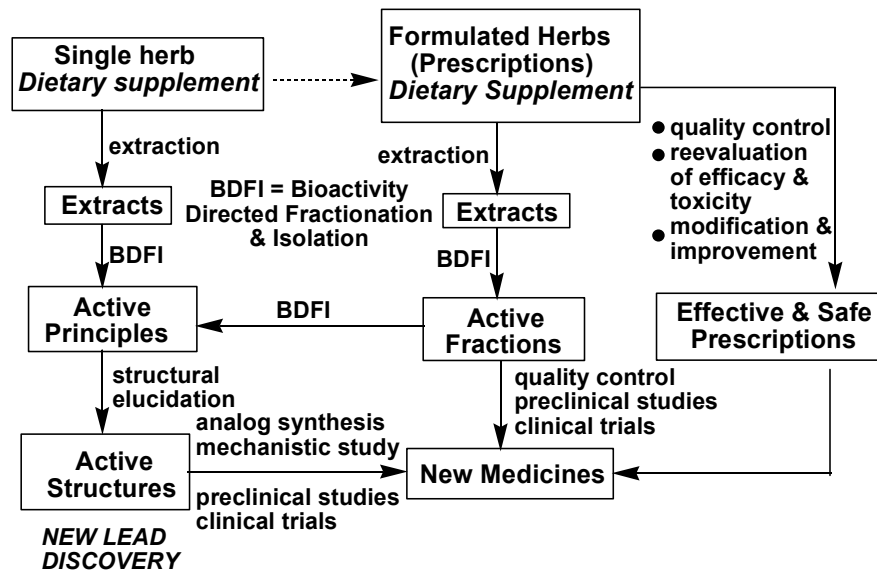 Single herb
Dietary supplement
Formulated Herbs
(Prescriptions)
Dietary Supplement
extraction
extraction
● quality control
● reevaluation
of efficacy &
toxicity
● modification &
improvement
BDFI = Bioactivity
Directed Fractionation
& Isolation
Extracts
Extracts
BDFI
BDFI
Active
Principles
BDFI
Active
Fractions
Effective & Safe
Prescriptions
structural
elucidation
quality control
preclinical studies
clinical trials
analog synthesis
mechanistic study
Active
Structures
New Medicines
preclinical studies
clinical trials
NEW LEAD
DISCOVERY